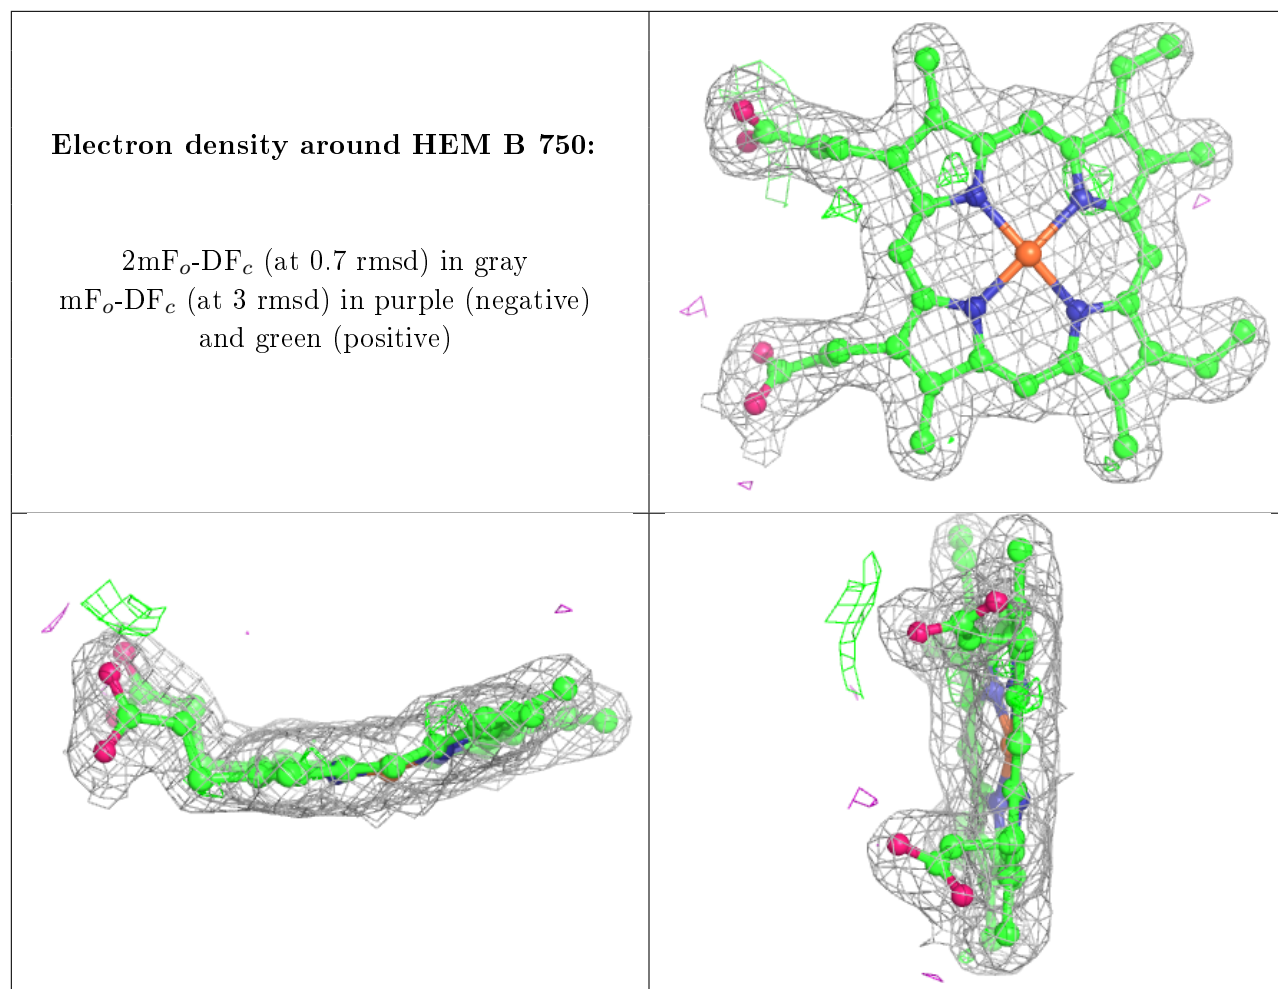 Electron density around HEM B 750:
2mFₒ-DF𝒸 (at 0.7 rmsd) in gray
mFₒ-DF𝒸 (at 3 rmsd) in purple (negative)
and green (positive)